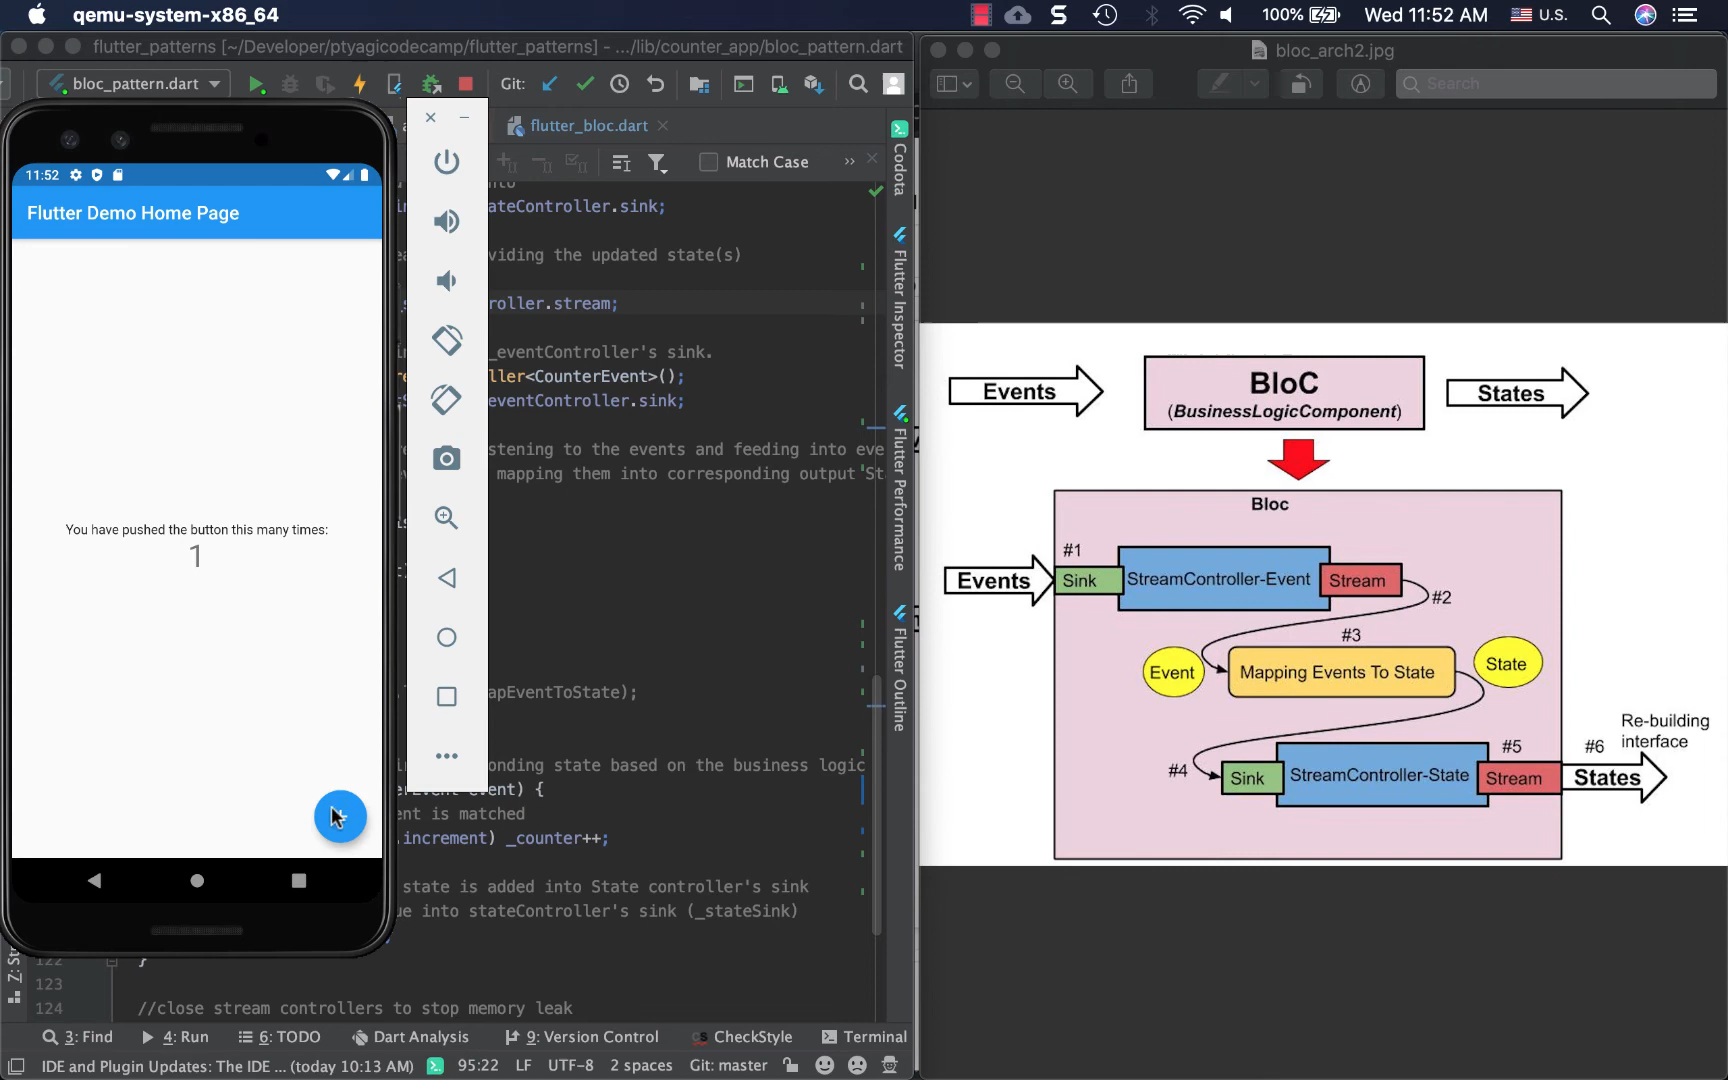 qemu-system-x86_64
S
100%
Wed 11:52 AM
U.S.
flutter_patterns [~/Developer/ptyagicodecamp/flutter_patterns] - .../lib/counter_app/bloc_pattern.dart
bloc_pattern.dart
Git:
flutter_bloc.dart
Match Case
ateController.sink;
viding the updated state(s)
roller.stream;
_eventController's sink.
ller<CounterEvent>();
eventController.sink;
stening to the events and feeding into eve
mapping them into corresponding output St
apEventToState);
ponding state based on the business logic
event) {
ent is matched
.increment) _counter++;
state is added into State controller's sink
ue into stateController's sink (_stateSink)
122 }
123
124 //close stream controllers to stop memory leak
Codota
Flutter Inspector
Flutter Performance
Flutter Outline
11:52
Flutter Demo Home Page
You have pushed the button this many times:
1
3: Find
4: Run
6: TODO
Dart Analysis
9: Version Control
CheckStyle
Terminal
IDE and Plugin Updates: The IDE ... (today 10:13 AM)
95:22
LF
UTF-8
2 spaces
Git: master
bloc_arch2.jpg
Search
Events
BloC
(BusinessLogicComponent)
States
Bloc
#1
Events
Sink
StreamController-Event
Stream
#2
#3
Event
Mapping Events To State
State
#4
Sink
StreamController-State
#5
Stream
#6
Re-building
interface
States